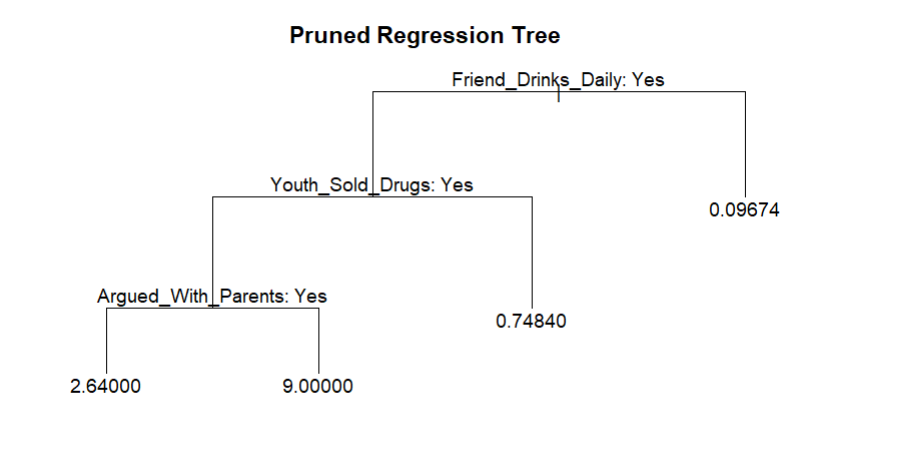 Pruned Regression Tree
Friend_Drinks_Daily: Yes
Youth_Sold_Drugs: Yes
0.09674
Argued_With_Parents: Yes
0.74840
2.64000
9.00000